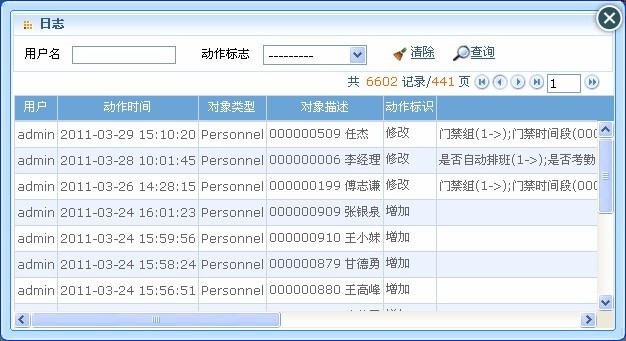 日志
用户名 动作标志 --------- 清除 查询
共 6602 记录/441 页 1
用户 动作时间 对象类型 对象描述 动作标识
admin 2011-03-29 15:10:20 Personnel 000000509 任杰 修改 门禁组(1->);门禁时间段(000
admin 2011-03-28 10:01:45 Personnel 000000006 李经理 修改 是否自动排班(1->);是否考勤
admin 2011-03-26 14:28:15 Personnel 000000199 傅志谦 修改 门禁组(1->);门禁时间段(000
admin 2011-03-24 16:01:23 Personnel 000000909 张银泉 增加
admin 2011-03-24 15:59:56 Personnel 000000910 王小妹 增加
admin 2011-03-24 15:58:24 Personnel 000000879 甘德勇 增加
admin 2011-03-24 15:56:51 Personnel 000000880 王高峰 增加